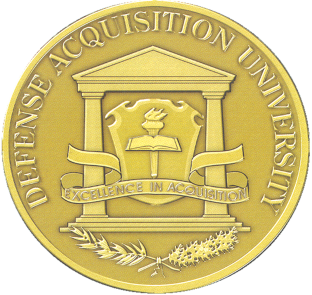 DEFENSE ACQUISITION UNIVERSITY
EXCELLENCE IN ACQUISITION